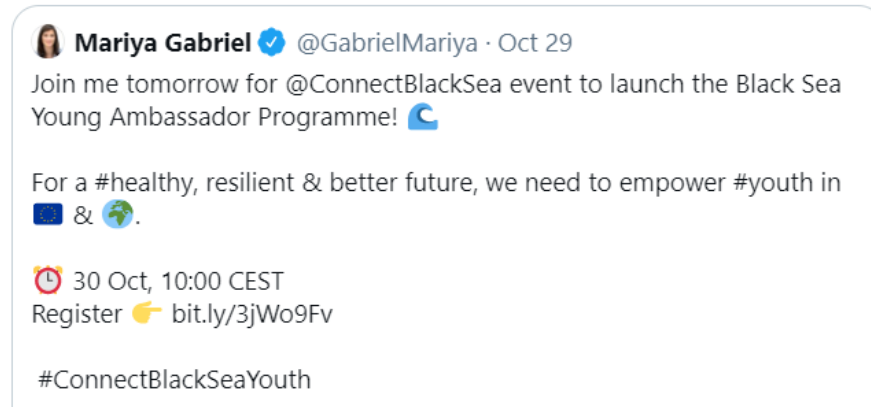 Mariya Gabriel @GabrielMariya · Oct 29
Join me tomorrow for @ConnectBlackSea event to launch the Black Sea
Young Ambassador Programme! 🌊
For a #healthy, resilient & better future, we need to empower #youth in
🇪🇺 & 🌍.
⏰ 30 Oct, 10:00 CEST
Register 👉 bit.ly/3jWo9Fv
#ConnectBlackSeaYouth